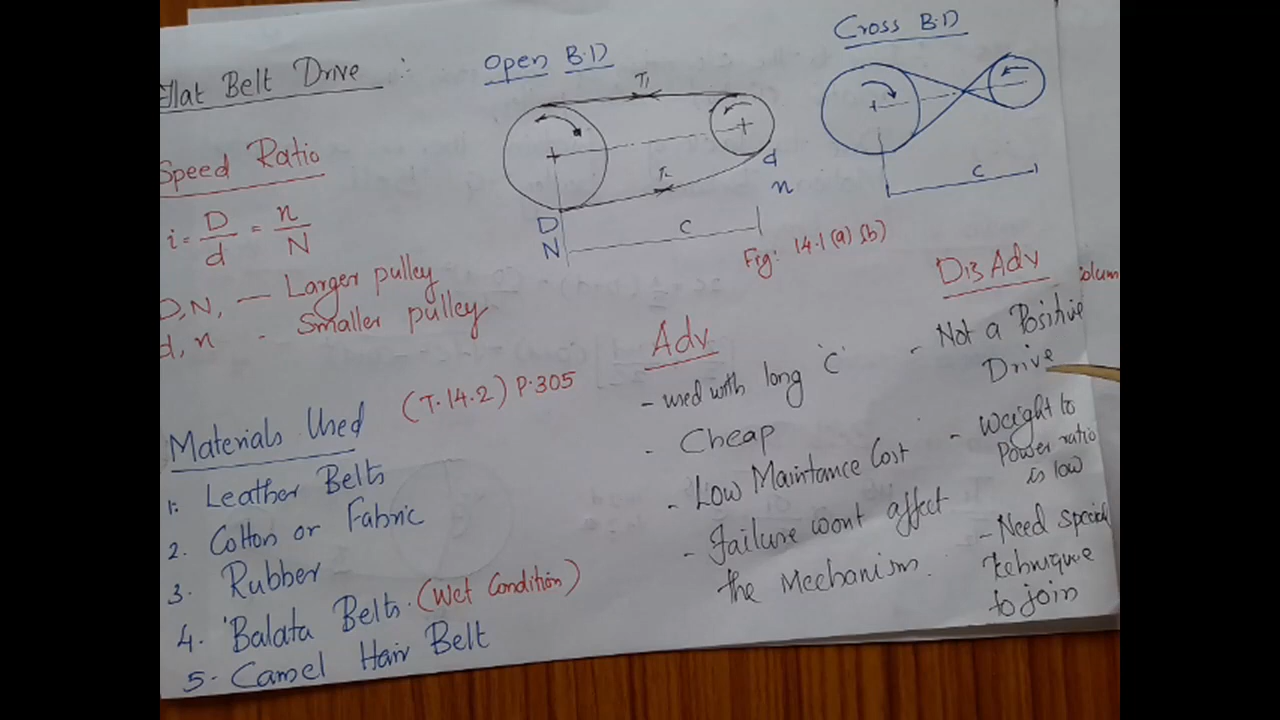 Flat Belt Drive :
Open B.D
Cross B.D
T1
d
n
D
N
C
C
Fig: 14.1 (a) (b)
Speed Ratio
i = D/d = n/N
D, N, — Larger pulley
d, n - Smaller pulley
Materials Used (T. 14.2) P. 305
1. Leather Belts
2. Cotton or Fabric
3. Rubber
4. Balata Belts. (Wet Condition)
5. Camel Hair Belt
Adv
- used with long 'C'
- Cheap
- Low Maintance Cost
- Failure wont affect
the Mechanism.
Dis Adv
- Not a Positive
Drive
- Weight to
Power ratio
is low
- Need special
technique
to join